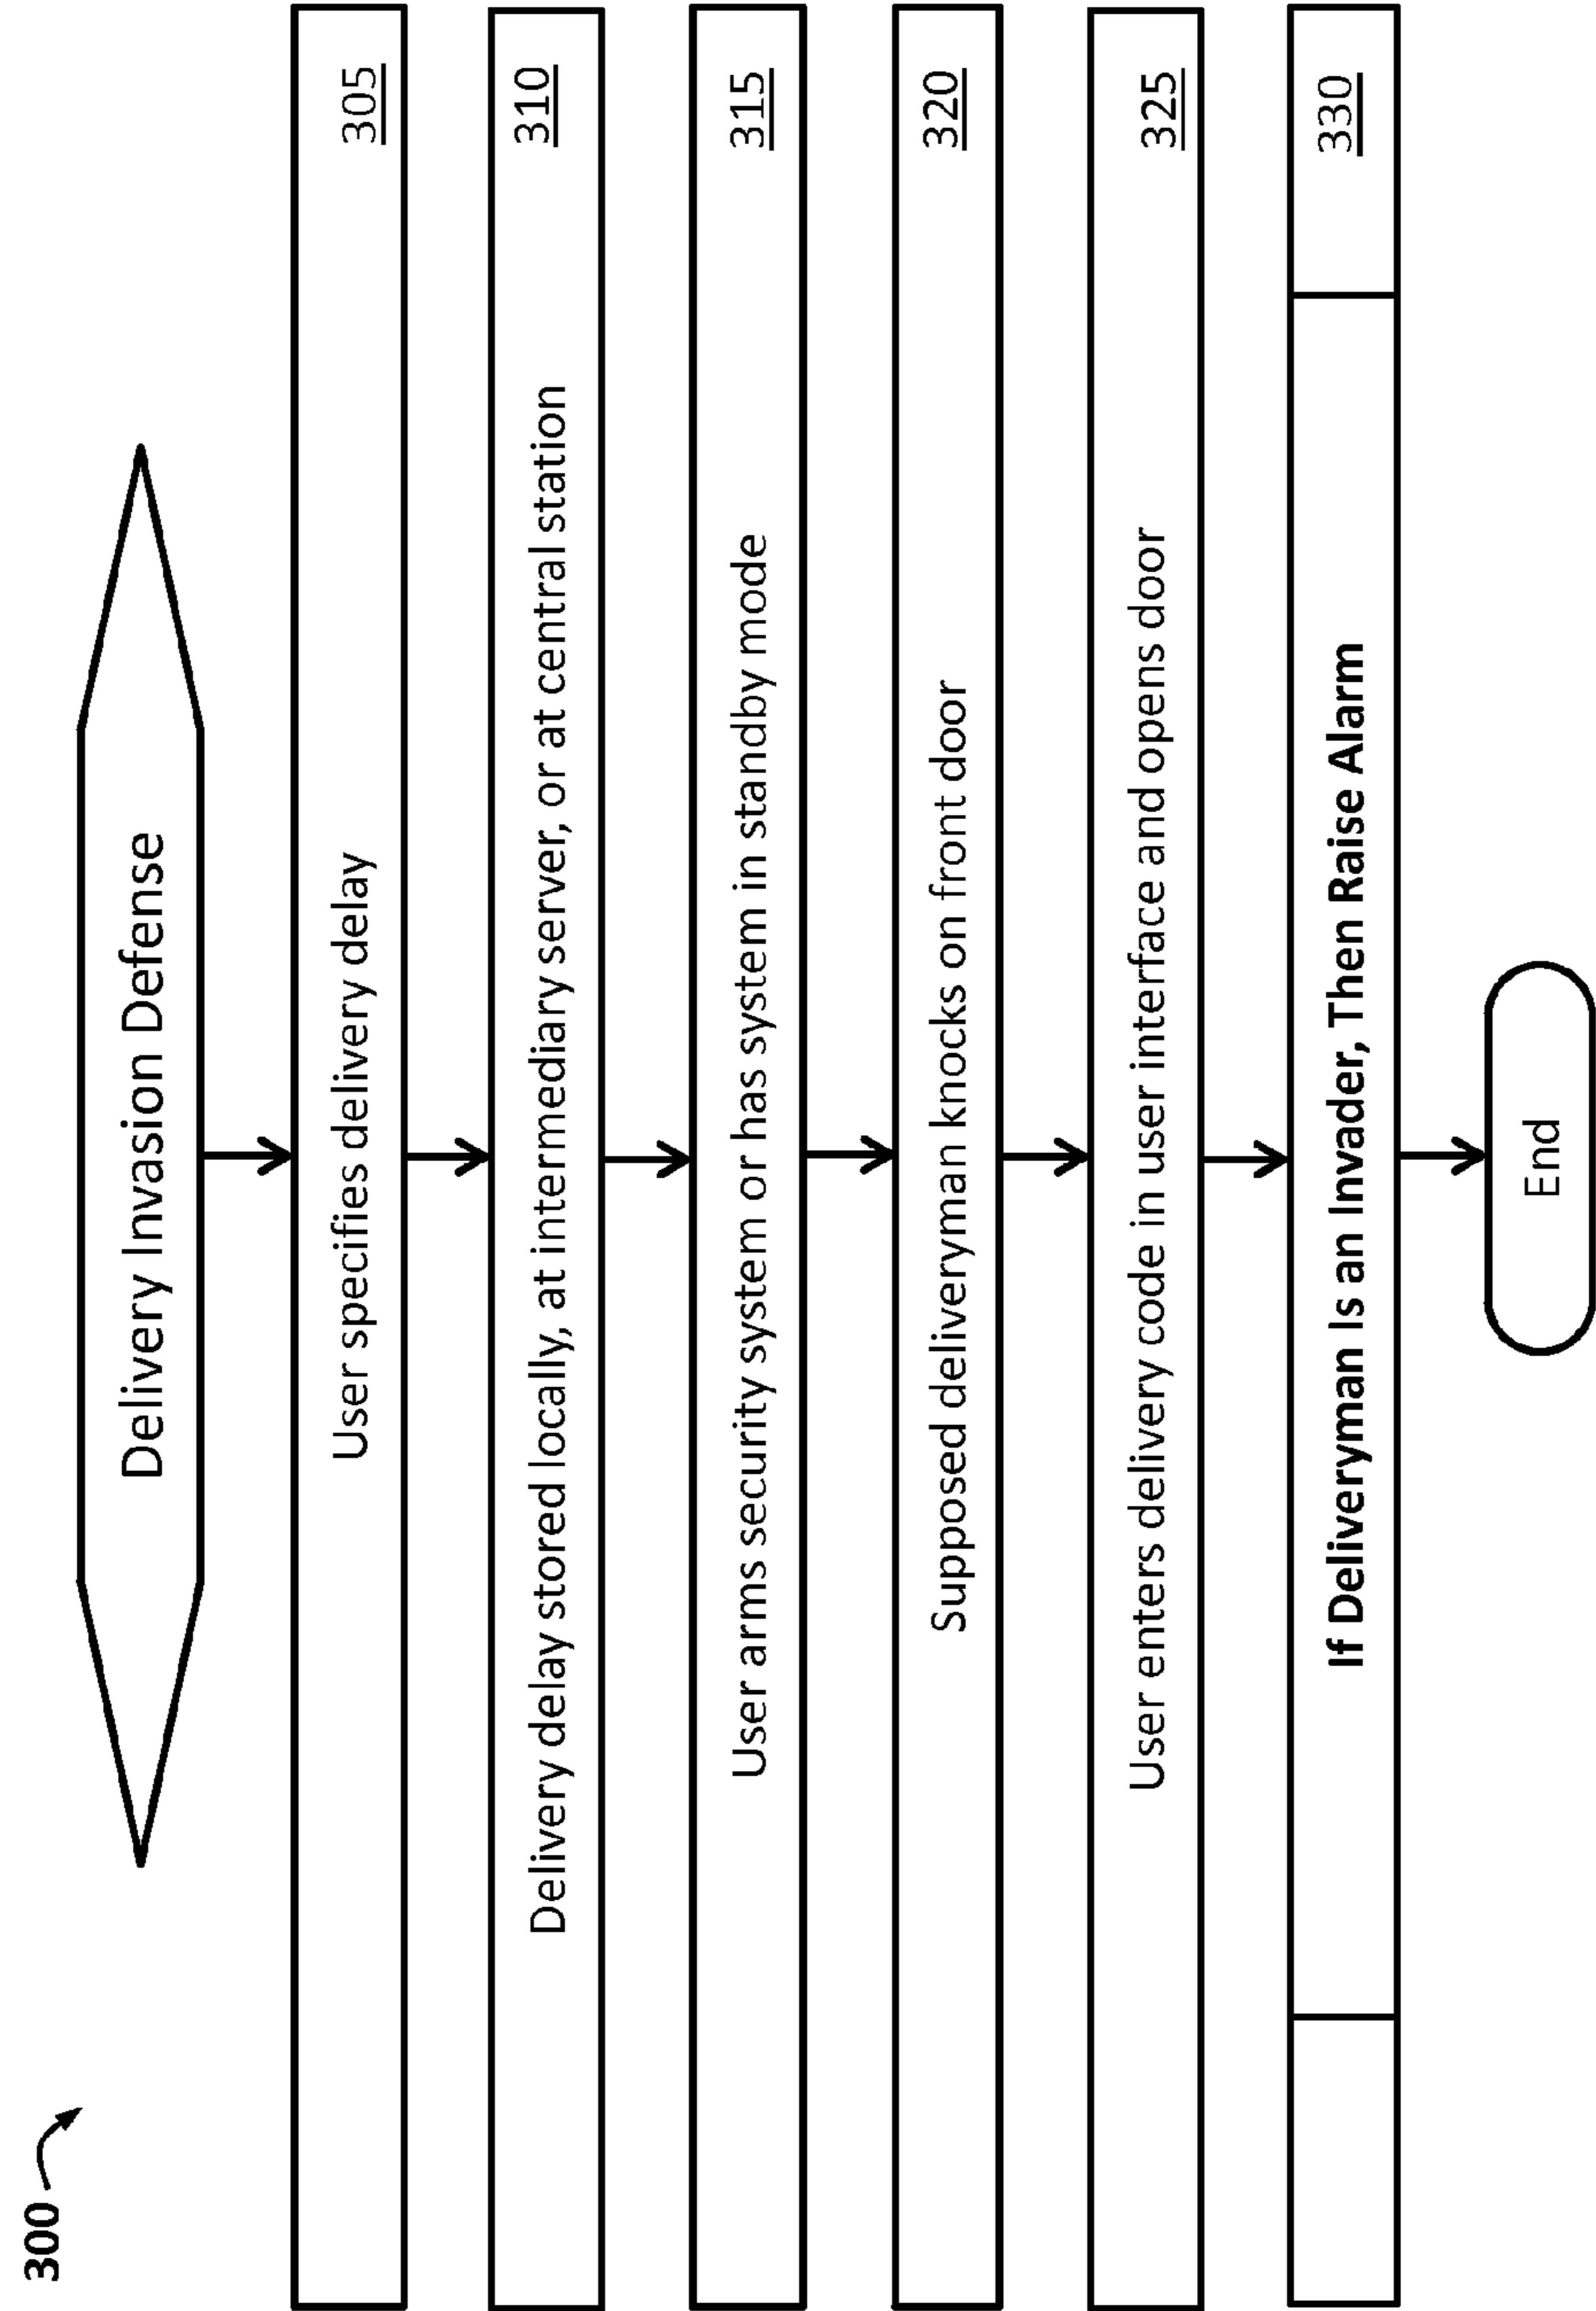 300
Delivery Invasion Defense
User specifies delivery delay
305
Delivery delay stored locally, at intermediary server, or at central station
310
User arms security system or has system in standby mode
315
Supposed deliveryman knocks on front door
320
User enters delivery code in user interface and opens door
325
If Deliveryman Is an Invader, Then Raise Alarm
330
End